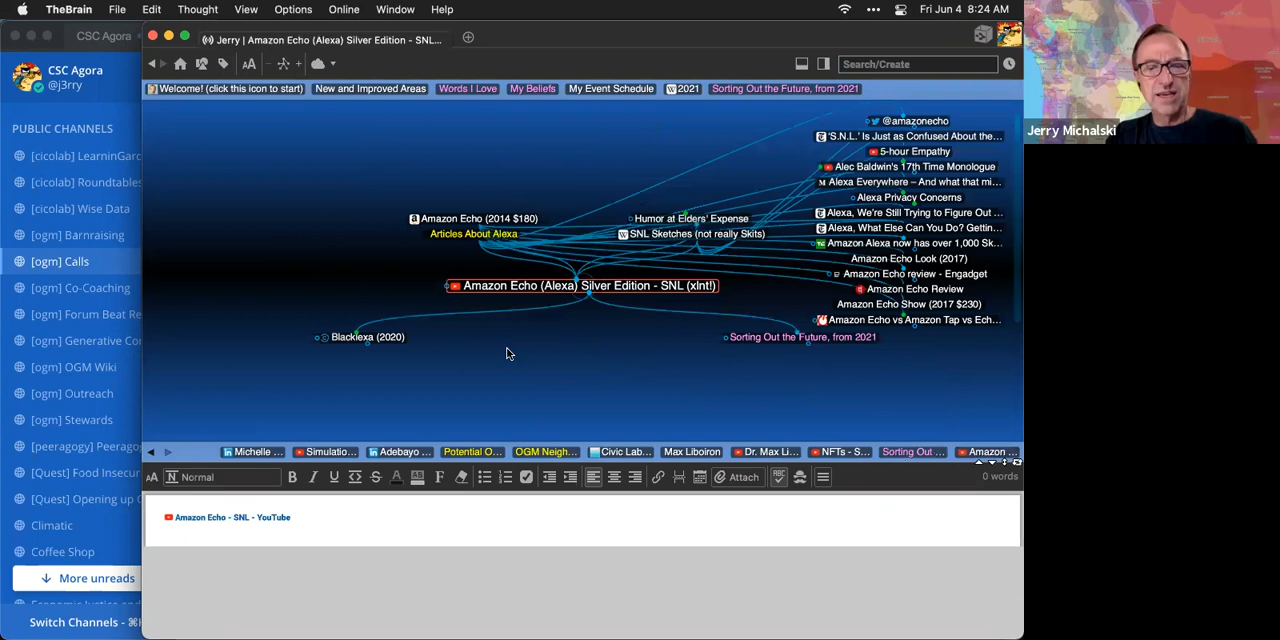 TheBrain File Edit Thought View Options Online Window Help Fri Jun 4 8:24 AM
CSC Agora
Jerry | Amazon Echo (Alexa) Silver Edition - SNL...
CSC Agora
@j3rry
Search/Create
Welcome! (click this icon to start) New and Improved Areas Words I Love My Beliefs My Event Schedule 2021 Sorting Out the Future, from 2021
Jerry Michalski
PUBLIC CHANNELS
[cicolab] LearninGard
[cicolab] Roundtables
[cicolab] Wise Data
[ogm] Barnraising
[ogm] Calls
[ogm] Co-Coaching
[ogm] Forum Beat Re
[ogm] Generative Co
[ogm] OGM Wiki
[ogm] Outreach
[ogm] Stewards
[peeragogy] Peerago
[Quest] Food Insecur
[Quest] Opening up
Climatic
Coffee Shop
More unreads
Switch Channels - ⌘
@amazonecho
'S.N.L.' Is Just as Confused About the...
5-hour Empathy
Alec Baldwin's 17th Time Monologue
Alexa Everywhere – And what that mi...
Alexa Privacy Concerns
Alexa, We're Still Trying to Figure Out ...
Alexa, What Else Can You Do? Gettin...
Amazon Alexa now has over 1,000 Sk...
Amazon Echo Look (2017)
Amazon Echo review - Engadget
Amazon Echo Review
Amazon Echo Show (2017 $230)
Amazon Echo vs Amazon Tap vs Ech...
Amazon Echo (2014 $180)
Articles About Alexa
Humor at Elders' Expense
SNL Sketches (not really Skits)
Amazon Echo (Alexa) Silver Edition - SNL (xlnt!)
Blacklexa (2020)
Sorting Out the Future, from 2021
Michelle ... Simulatio... Adebayo ... Potential O... OGM Neigh... Civic Lab... Max Liboiron Dr. Max Li... NFTs - S... Sorting Out ... Amazon ...
Normal B I U S A AB F Attach ABC
0 words
Amazon Echo - SNL - YouTube